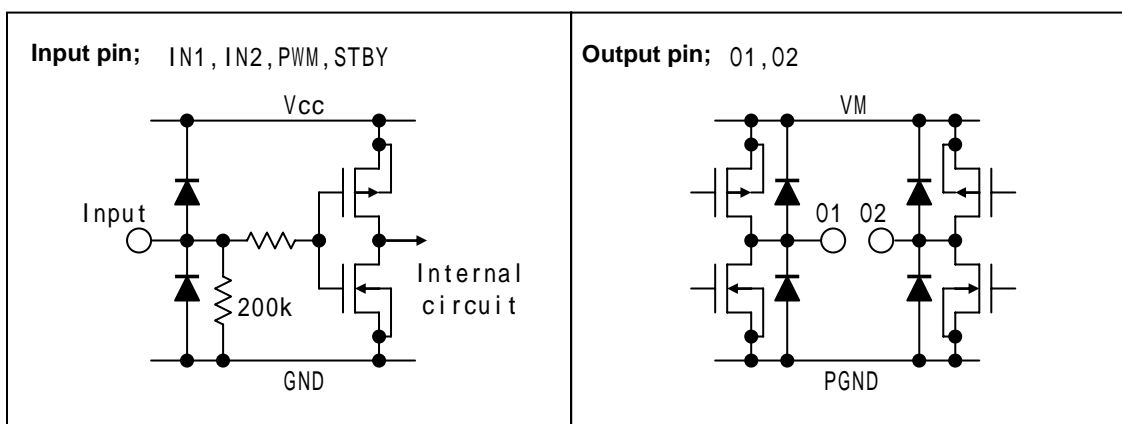 Input pin; IN1,IN2,PWM,STBY
Vcc
Input
200k
Internal
circuit
GND
Output pin; O1,O2
VM
O1 O2
PGND